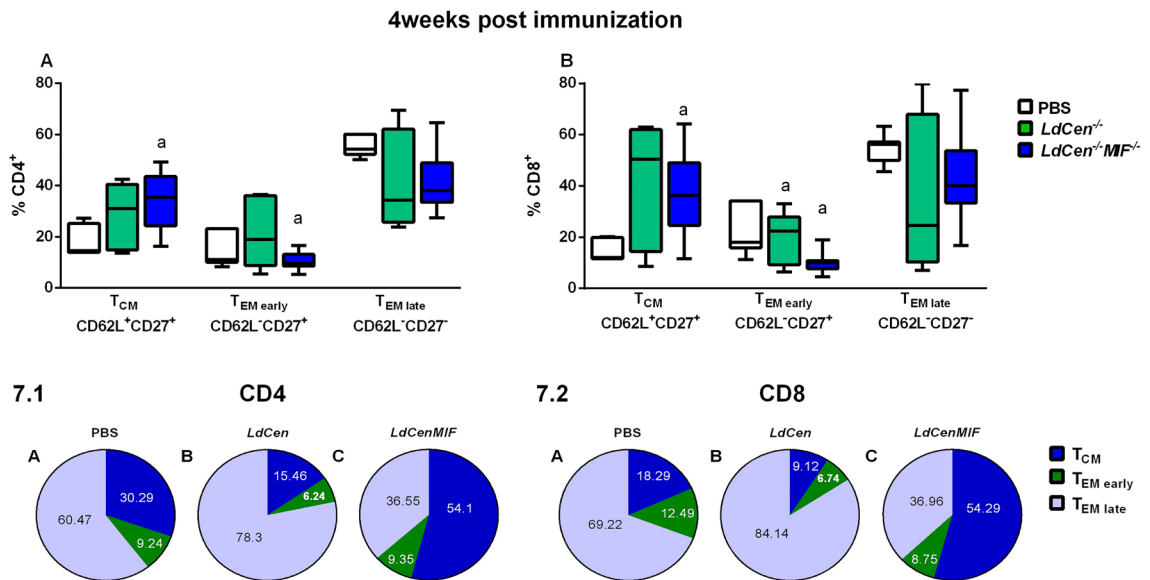 4weeks post immunization
A
B
80
60
40
20
0
% CD4+
a
a
TCM
TEM early
TEM late
CD62L+CD27+
CD62L-CD27+
CD62L-CD27-
80
60
40
20
0
% CD8+
a
a
a
TCM
TEM early
TEM late
CD62L+CD27+
CD62L-CD27+
CD62L-CD27-
PBS
LdCen-/-
LdCen-/-MIF-/-
7.1
CD4
7.2
CD8
A
PBS
30.29
9.24
60.47
B
LdCen
15.46
6.24
78.3
C
LdCenMIF
54.1
9.35
36.55
A
PBS
18.29
12.49
69.22
B
LdCen
9.12
6.74
84.14
C
LdCenMIF
54.29
8.75
36.96
TCM
TEM early
TEM late